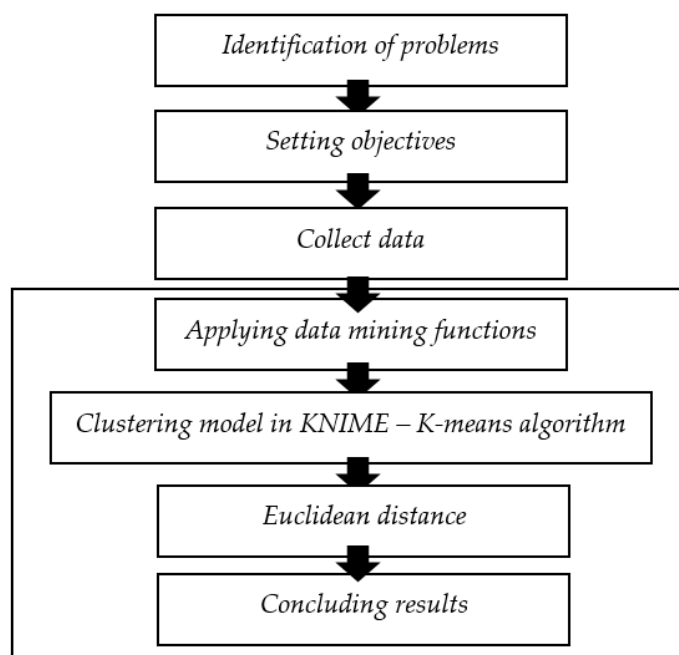 Identification of problems
Setting objectives
Collect data
Applying data mining functions
Clustering model in KNIME – K-means algorithm
Euclidean distance
Concluding results